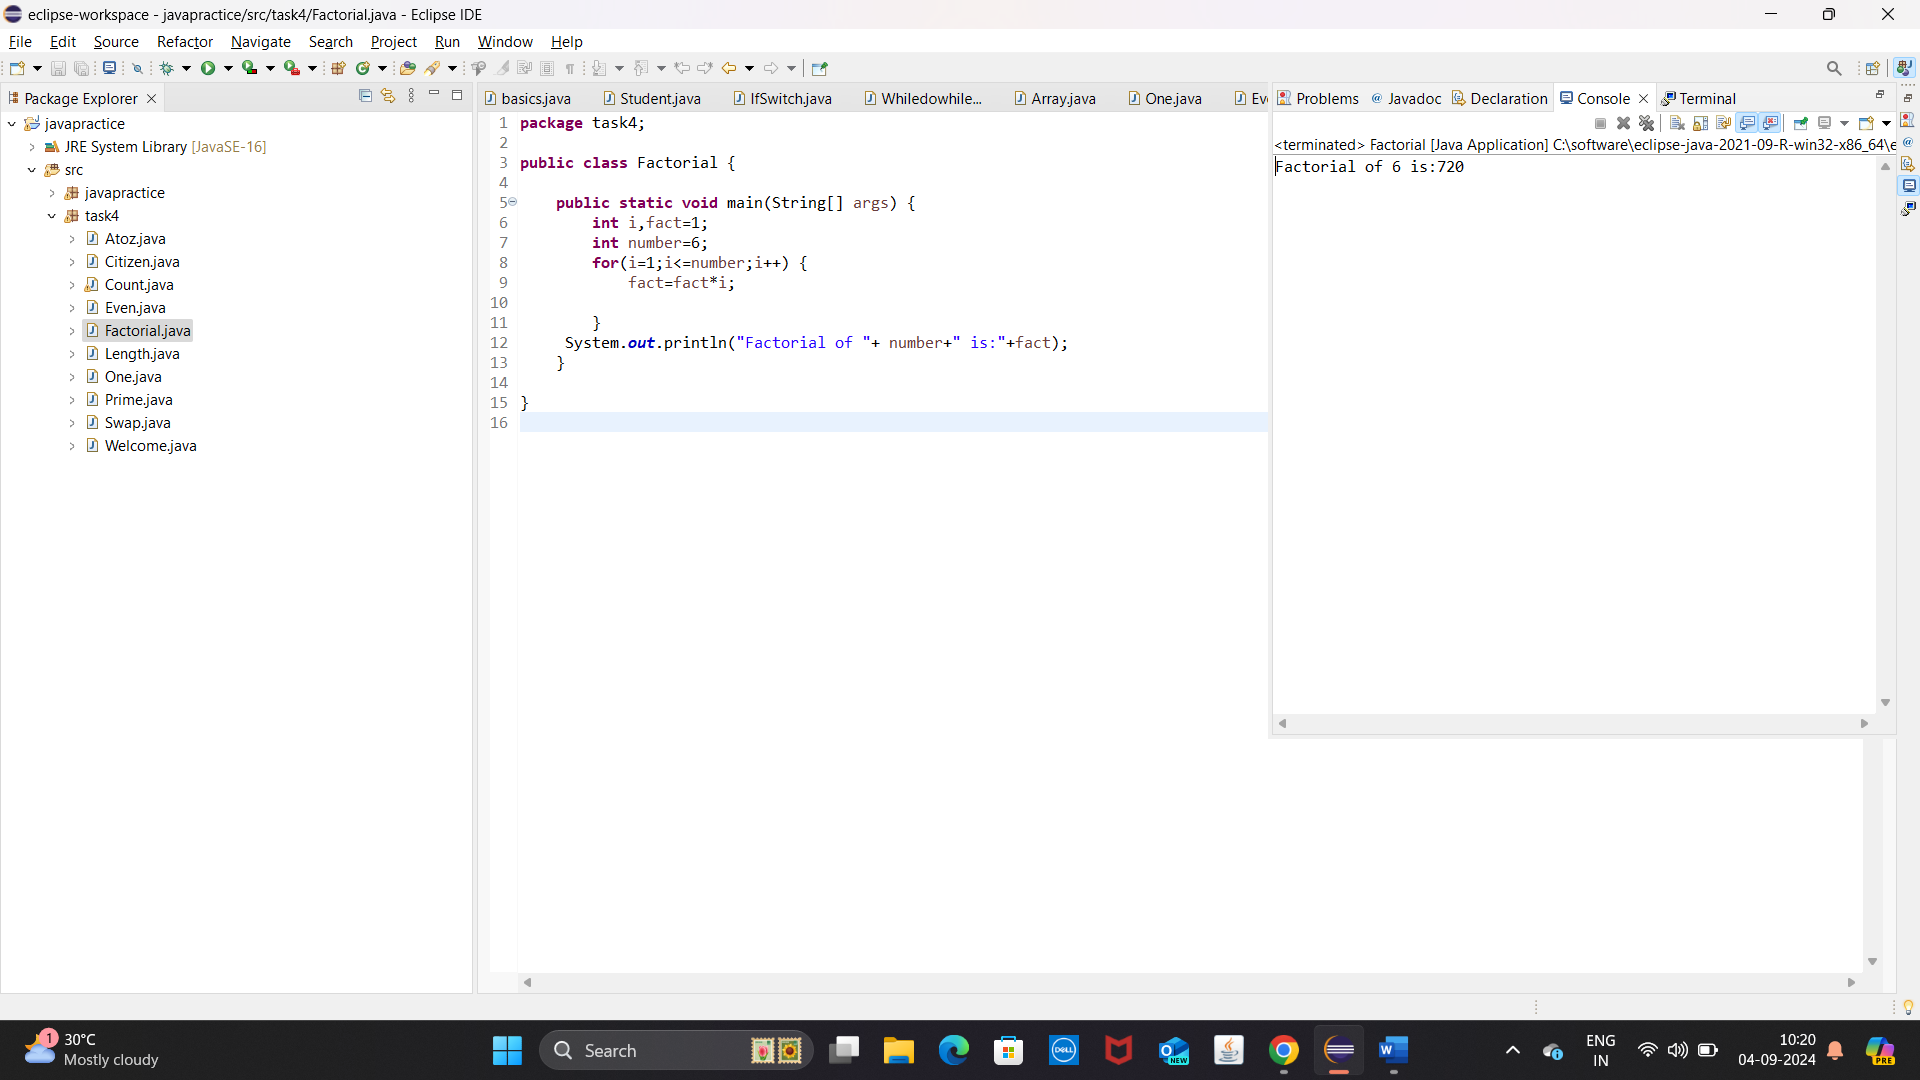 eclipse-workspace - javapractice/src/task4/Factorial.java - Eclipse IDE
File Edit Source Refactor Navigate Search Project Run Window Help
Package Explorer
javapractice
JRE System Library [JavaSE-16]
src
javapractice
task4
Atoz.java
Citizen.java
Count.java
Even.java
Factorial.java
Length.java
One.java
Prime.java
Swap.java
Welcome.java
basics.java Student.java IfSwitch.java Whiledowhile... Array.java One.java
1 package task4;
2
3 public class Factorial {
4
5 public static void main(String[] args) {
6 int i,fact=1;
7 int number=6;
8 for(i=1;i<=number;i++) {
9 fact=fact*i;
10
11 }
12 System.out.println("Factorial of "+ number+" is:"+fact);
13 }
14
15 }
16
Problems Javadoc Declaration Console Terminal
<terminated> Factorial [Java Application] C:\software\eclipse-java-2021-09-R-win32-x86_64\e
Factorial of 6 is:720
1
30°C
Mostly cloudy
Search
DELL
NEW
ENG
IN
10:20
04-09-2024
PRE